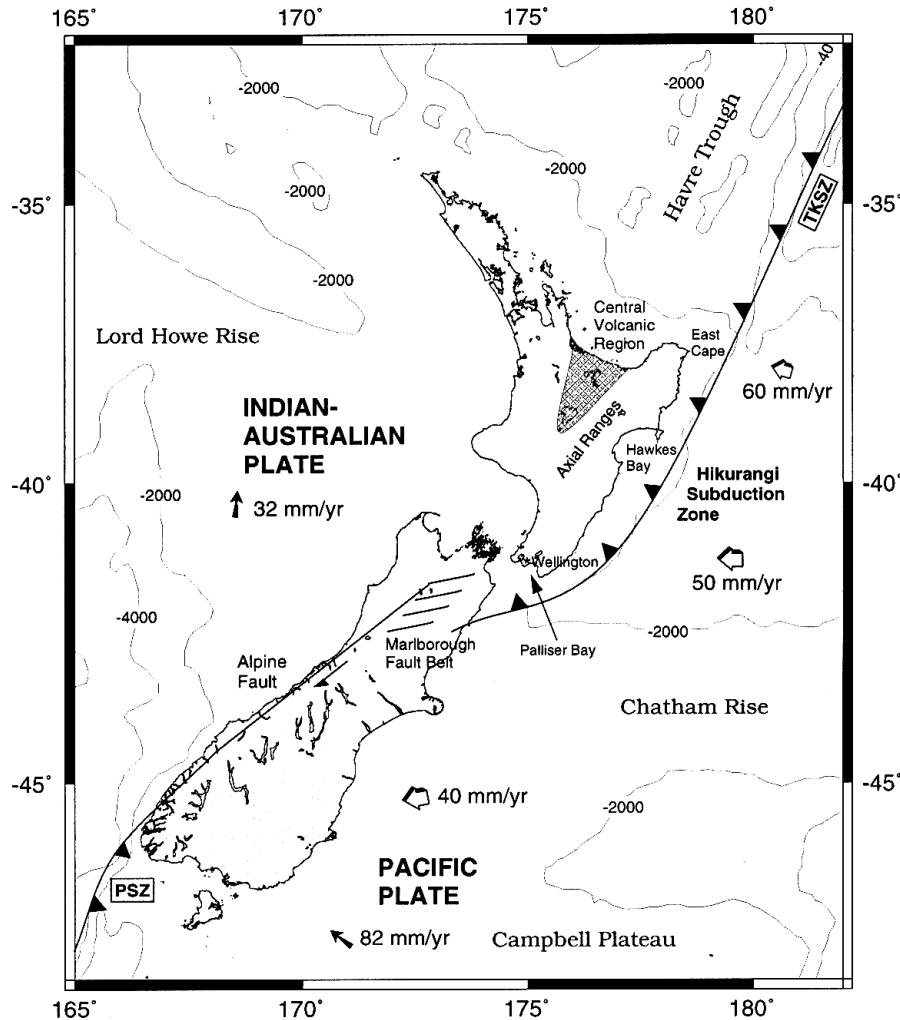 165° 170° 175° 180°
-40
-2000
-2000
Havre Trough
-2000
-2000
TKSZ
-35° -35°
-2000
Central
Volcanic
Region
Lord Howe Rise
East
Cape
60 mm/yr
INDIAN-
AUSTRALIAN
PLATE
Axial Ranges
Hawkes
Bay
Hikurangi
Subduction
Zone
-40° -40°
-2000
32 mm/yr
Wellington
50 mm/yr
-4000
-2000
Marlborough
Fault Belt
Palliser Bay
Alpine
Fault
Chatham Rise
-45° -45°
40 mm/yr
-2000
PACIFIC
PLATE
PSZ
82 mm/yr
Campbell Plateau
165° 170° 175° 180°